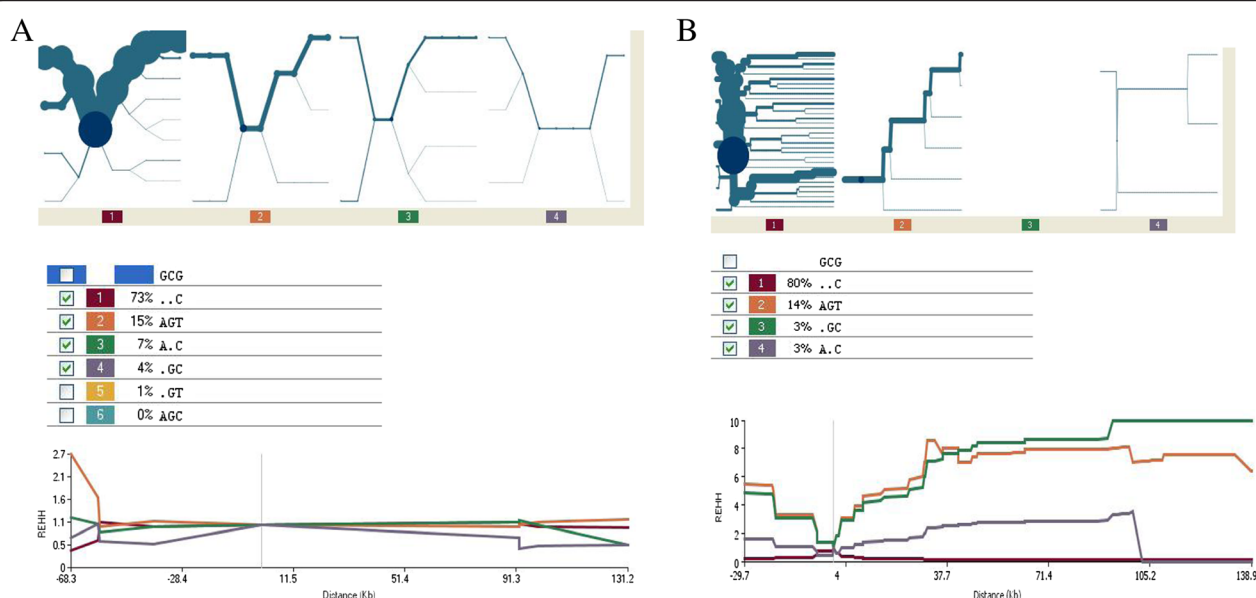 A
B
1 2 3 4
1 2 3 4
GCG
1 73% ..C
2 15% AGT
3 7% A.C
4 4% .GC
5 1% .GT
6 0% AGC
GCG
1 80% ..C
2 14% AGT
3 3% .GC
4 3% A.C
REHH
2.7
2.1
1.6
1.1
0.5
0
-68.3 -28.4 11.5 51.4 91.3 131.2
Distance (Kb)
REHH
10
8
6
4
2
0
-29.7 4 37.7 71.4 105.2 138.9
Distance (kb)